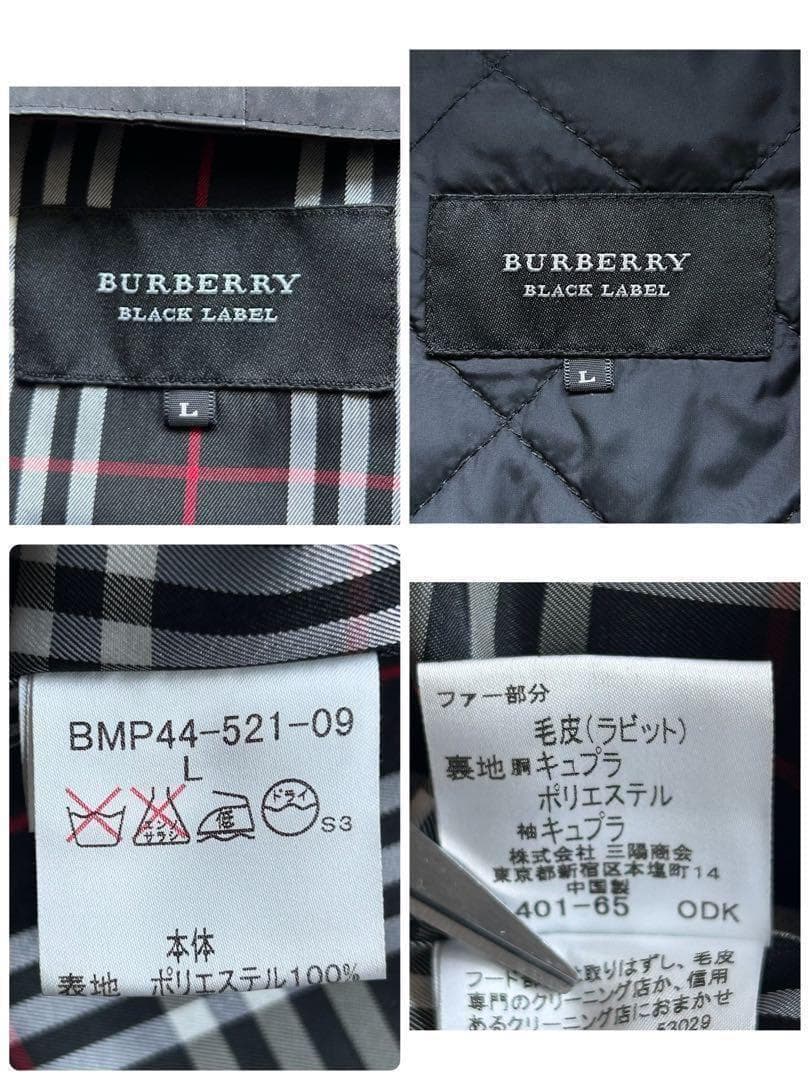 BURBERRY
BLACK LABEL
L
BURBERRY
BLACK LABEL
L
BMP44-521-09
L
エンソ
サラシ
低
ドライ
S3
本体
表地 ポリエステル100%
ファー部分
毛皮(ラビット)
裏地 胴 キュプラ
ポリエステル
袖 キュプラ
株式会社 三陽商会
東京都新宿区本塩町14
中国製
401-65 ODK
フード部 取りはずし、毛皮
専門のクリーニング店か、信用
あるクリーニング店におまかせ
53029